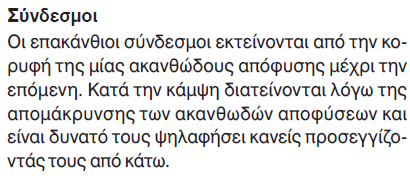 Σύνδεσμοι
Οι επακάνθιοι σύνδεσμοι εκτείνονται από την κο-
ρυφή της μίας ακανθώδους απόφυσης μέχρι την
επόμενη. Κατά την κάμψη διατείνονται λόγω της
απομάκρυνσης των ακανθωδών αποφύσεων και
είναι δυνατό τους ψηλαφήσει κανείς προσεγγίζο-
ντάς τους από κάτω.